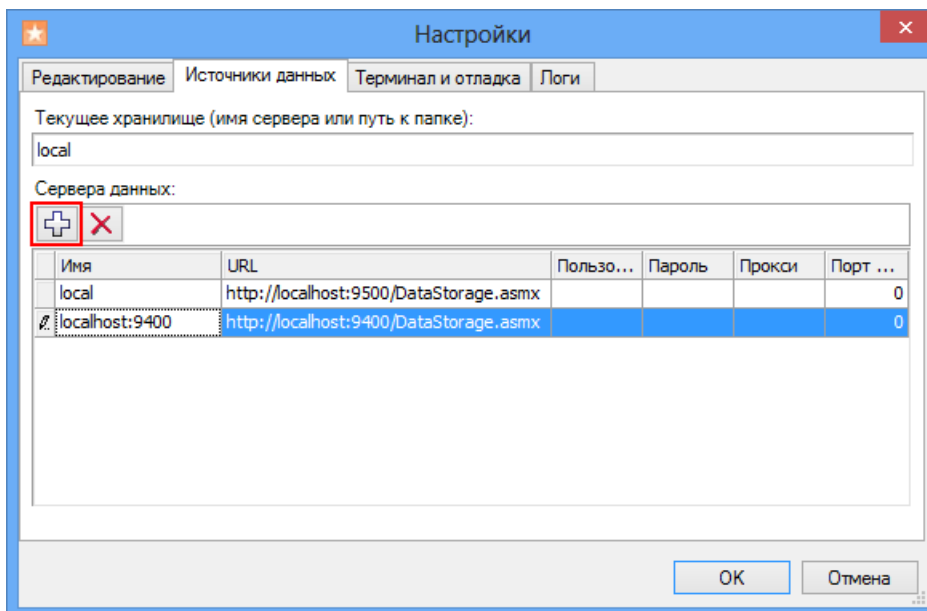 Настройки
Редактирование Источники данных Терминал и отладка Логи
Текущее хранилище (имя сервера или путь к папке):
local
Сервера данных:
Имя URL Пользо... Пароль Прокси Порт ...
local http://localhost:9500/DataStorage.asmx 0
localhost:9400 http://localhost:9400/DataStorage.asmx 0
OK Отмена